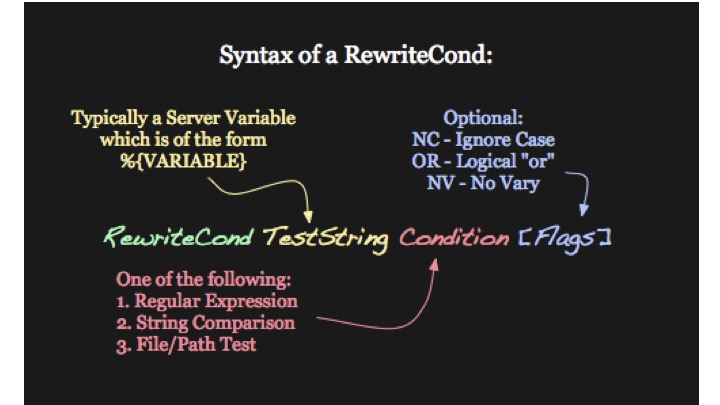 Syntax of a RewriteCond:
Typically a Server Variable
which is of the form
%{VARIABLE}
Optional:
NC - Ignore Case
OR - Logical "or"
NV - No Vary
RewriteCond TestString Condition [Flags]
One of the following:
1. Regular Expression
2. String Comparison
3. File/Path Test